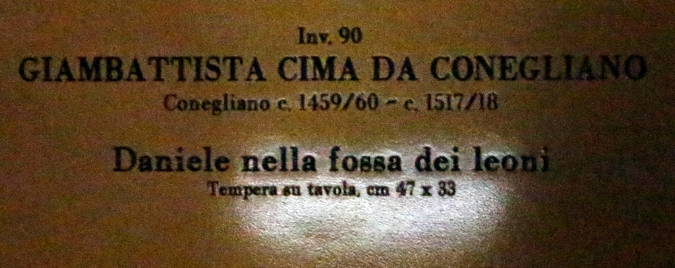 Inv. 90
GIAMBATTISTA CIMA DA CONEGLIANO
Conegliano c. 1459/60 - c. 1517/18
Daniele nella fossa dei leoni
Tempera su tavola, cm 47 x 33